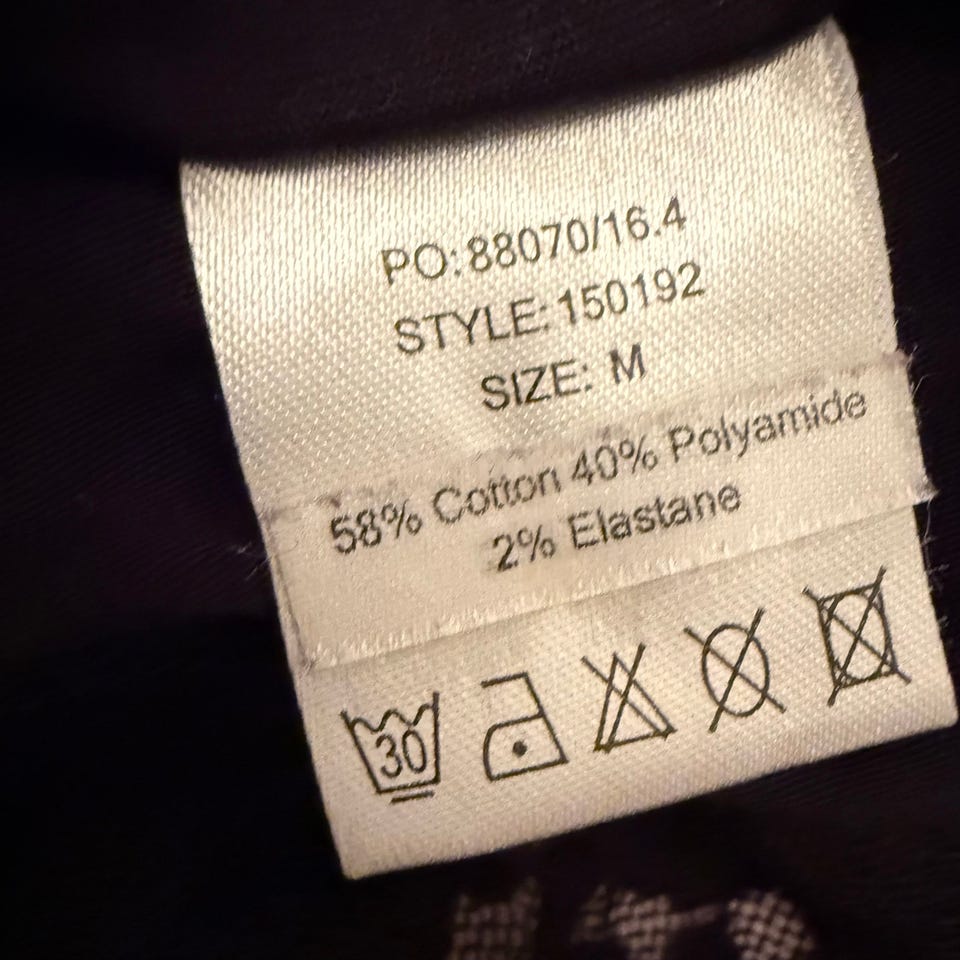 PO: 88070/16.4
STYLE: 150192
SIZE: M
58% Cotton 40% Polyamide
2% Elastane
30